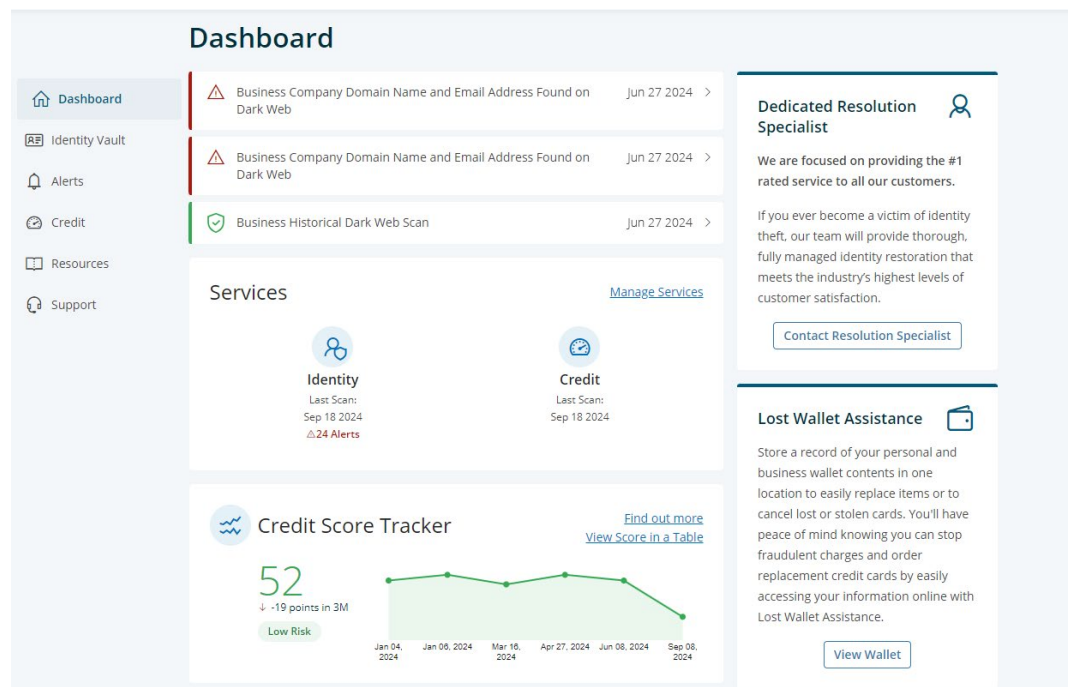 Dashboard
Dashboard
Identity Vault
Alerts
Credit
Resources
Support
Business Company Domain Name and Email Address Found on
Dark Web
Jun 27 2024
Business Company Domain Name and Email Address Found on
Dark Web
Jun 27 2024
Business Historical Dark Web Scan
Jun 27 2024
Services
Manage Services
Identity
Last Scan:
Sep 18 2024
24 Alerts
Credit
Last Scan:
Sep 18 2024
Credit Score Tracker
Find out more
View Score in a Table
52
↓ -19 points in 3M
Low Risk
Jan 04,
2024
Jan 06, 2024
Mar 16,
2024
Apr 27, 2024
Jun 08, 2024
Sep 08,
2024
Dedicated Resolution
Specialist
We are focused on providing the #1
rated service to all our customers.
If you ever become a victim of identity
theft, our team will provide thorough,
fully managed identity restoration that
meets the industry's highest levels of
customer satisfaction.
Contact Resolution Specialist
Lost Wallet Assistance
Store a record of your personal and
business wallet contents in one
location to easily replace items or to
cancel lost or stolen cards. You'll have
peace of mind knowing you can stop
fraudulent charges and order
replacement credit cards by easily
accessing your information online with
Lost Wallet Assistance.
View Wallet